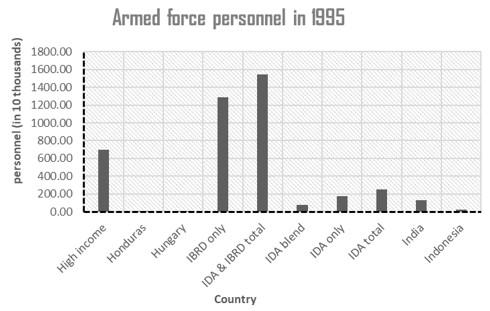 Armed force personnel in 1995
personnel (in 10 thousands)
1800.00
1600.00
1400.00
1200.00
1000.00
800.00
600.00
400.00
200.00
0.00
High income
Honduras
Hungary
IBRD only
IDA & IBRD total
IDA blend
IDA only
IDA total
India
Indonesia
Country